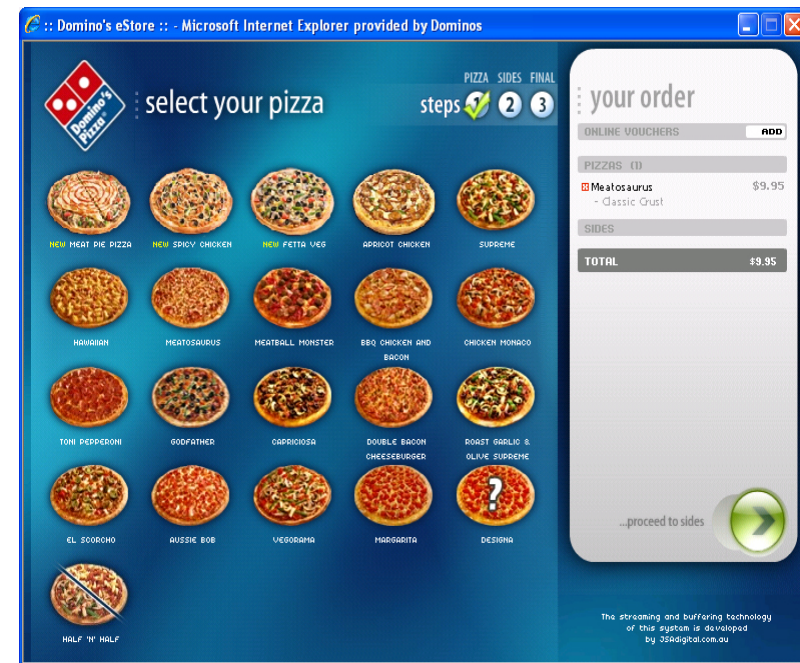 :: Domino's eStore :: - Microsoft Internet Explorer provided by Dominos
Domino's Pizza
select your pizza
PIZZA SIDES FINAL
steps 1 2 3
NEW MEAT PIE PIZZA
NEW SPICY CHICKEN
NEW FETTA VEG
APRICOT CHICKEN
SUPREME
HAWAIIAN
MEATOSAURUS
MEATBALL MONSTER
BBQ CHICKEN AND
BACON
CHICKEN MONACO
TONI PEPPERONI
GODFATHER
CAPRICIOSA
DOUBLE BACON
CHEESEBURGER
ROAST GARLIC &
OLIVE SUPREME
EL SCORCHO
AUSSIE BOB
VEGORAMA
MARGARITA
?
DESIGNA
HALF 'N' HALF
your order
ONLINE VOUCHERS ADD
PIZZAS (1)
Meatosaurus $9.95
- Classic Crust
SIDES
TOTAL $9.95
...proceed to sides
The streaming and buffering technology
of this system is developed
by JSAdigital.com.au